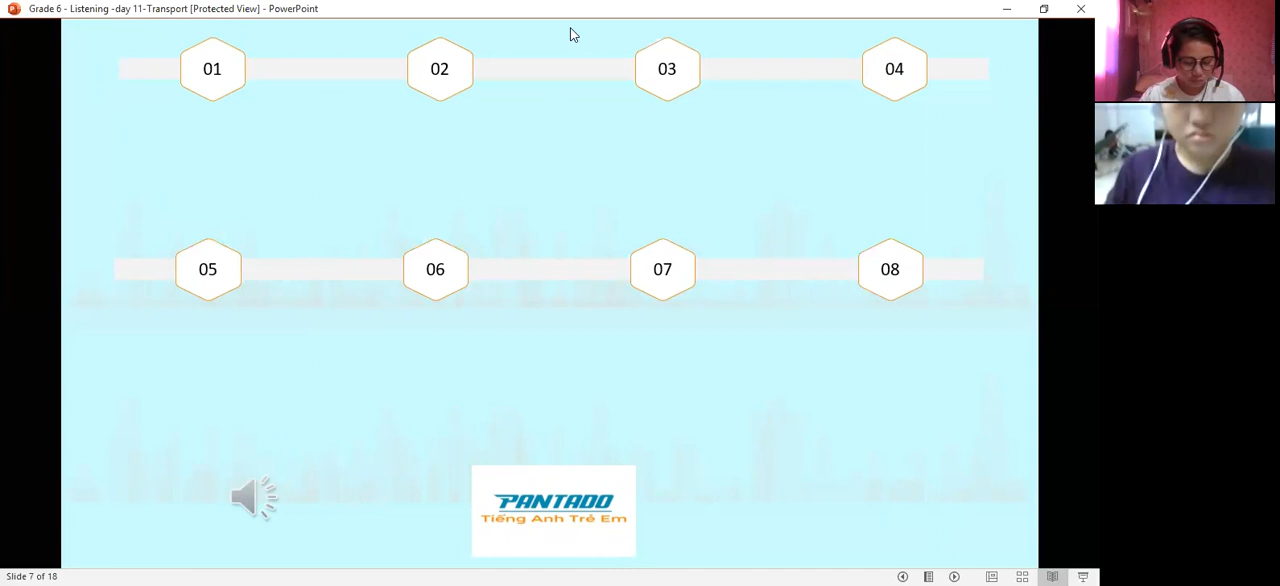 Grade 6 - Listening -day 11-Transport [Protected View] - PowerPoint
01 02 03 04
05 06 07 08
PANTADO
Tiếng Anh Trẻ Em
Slide 7 of 18